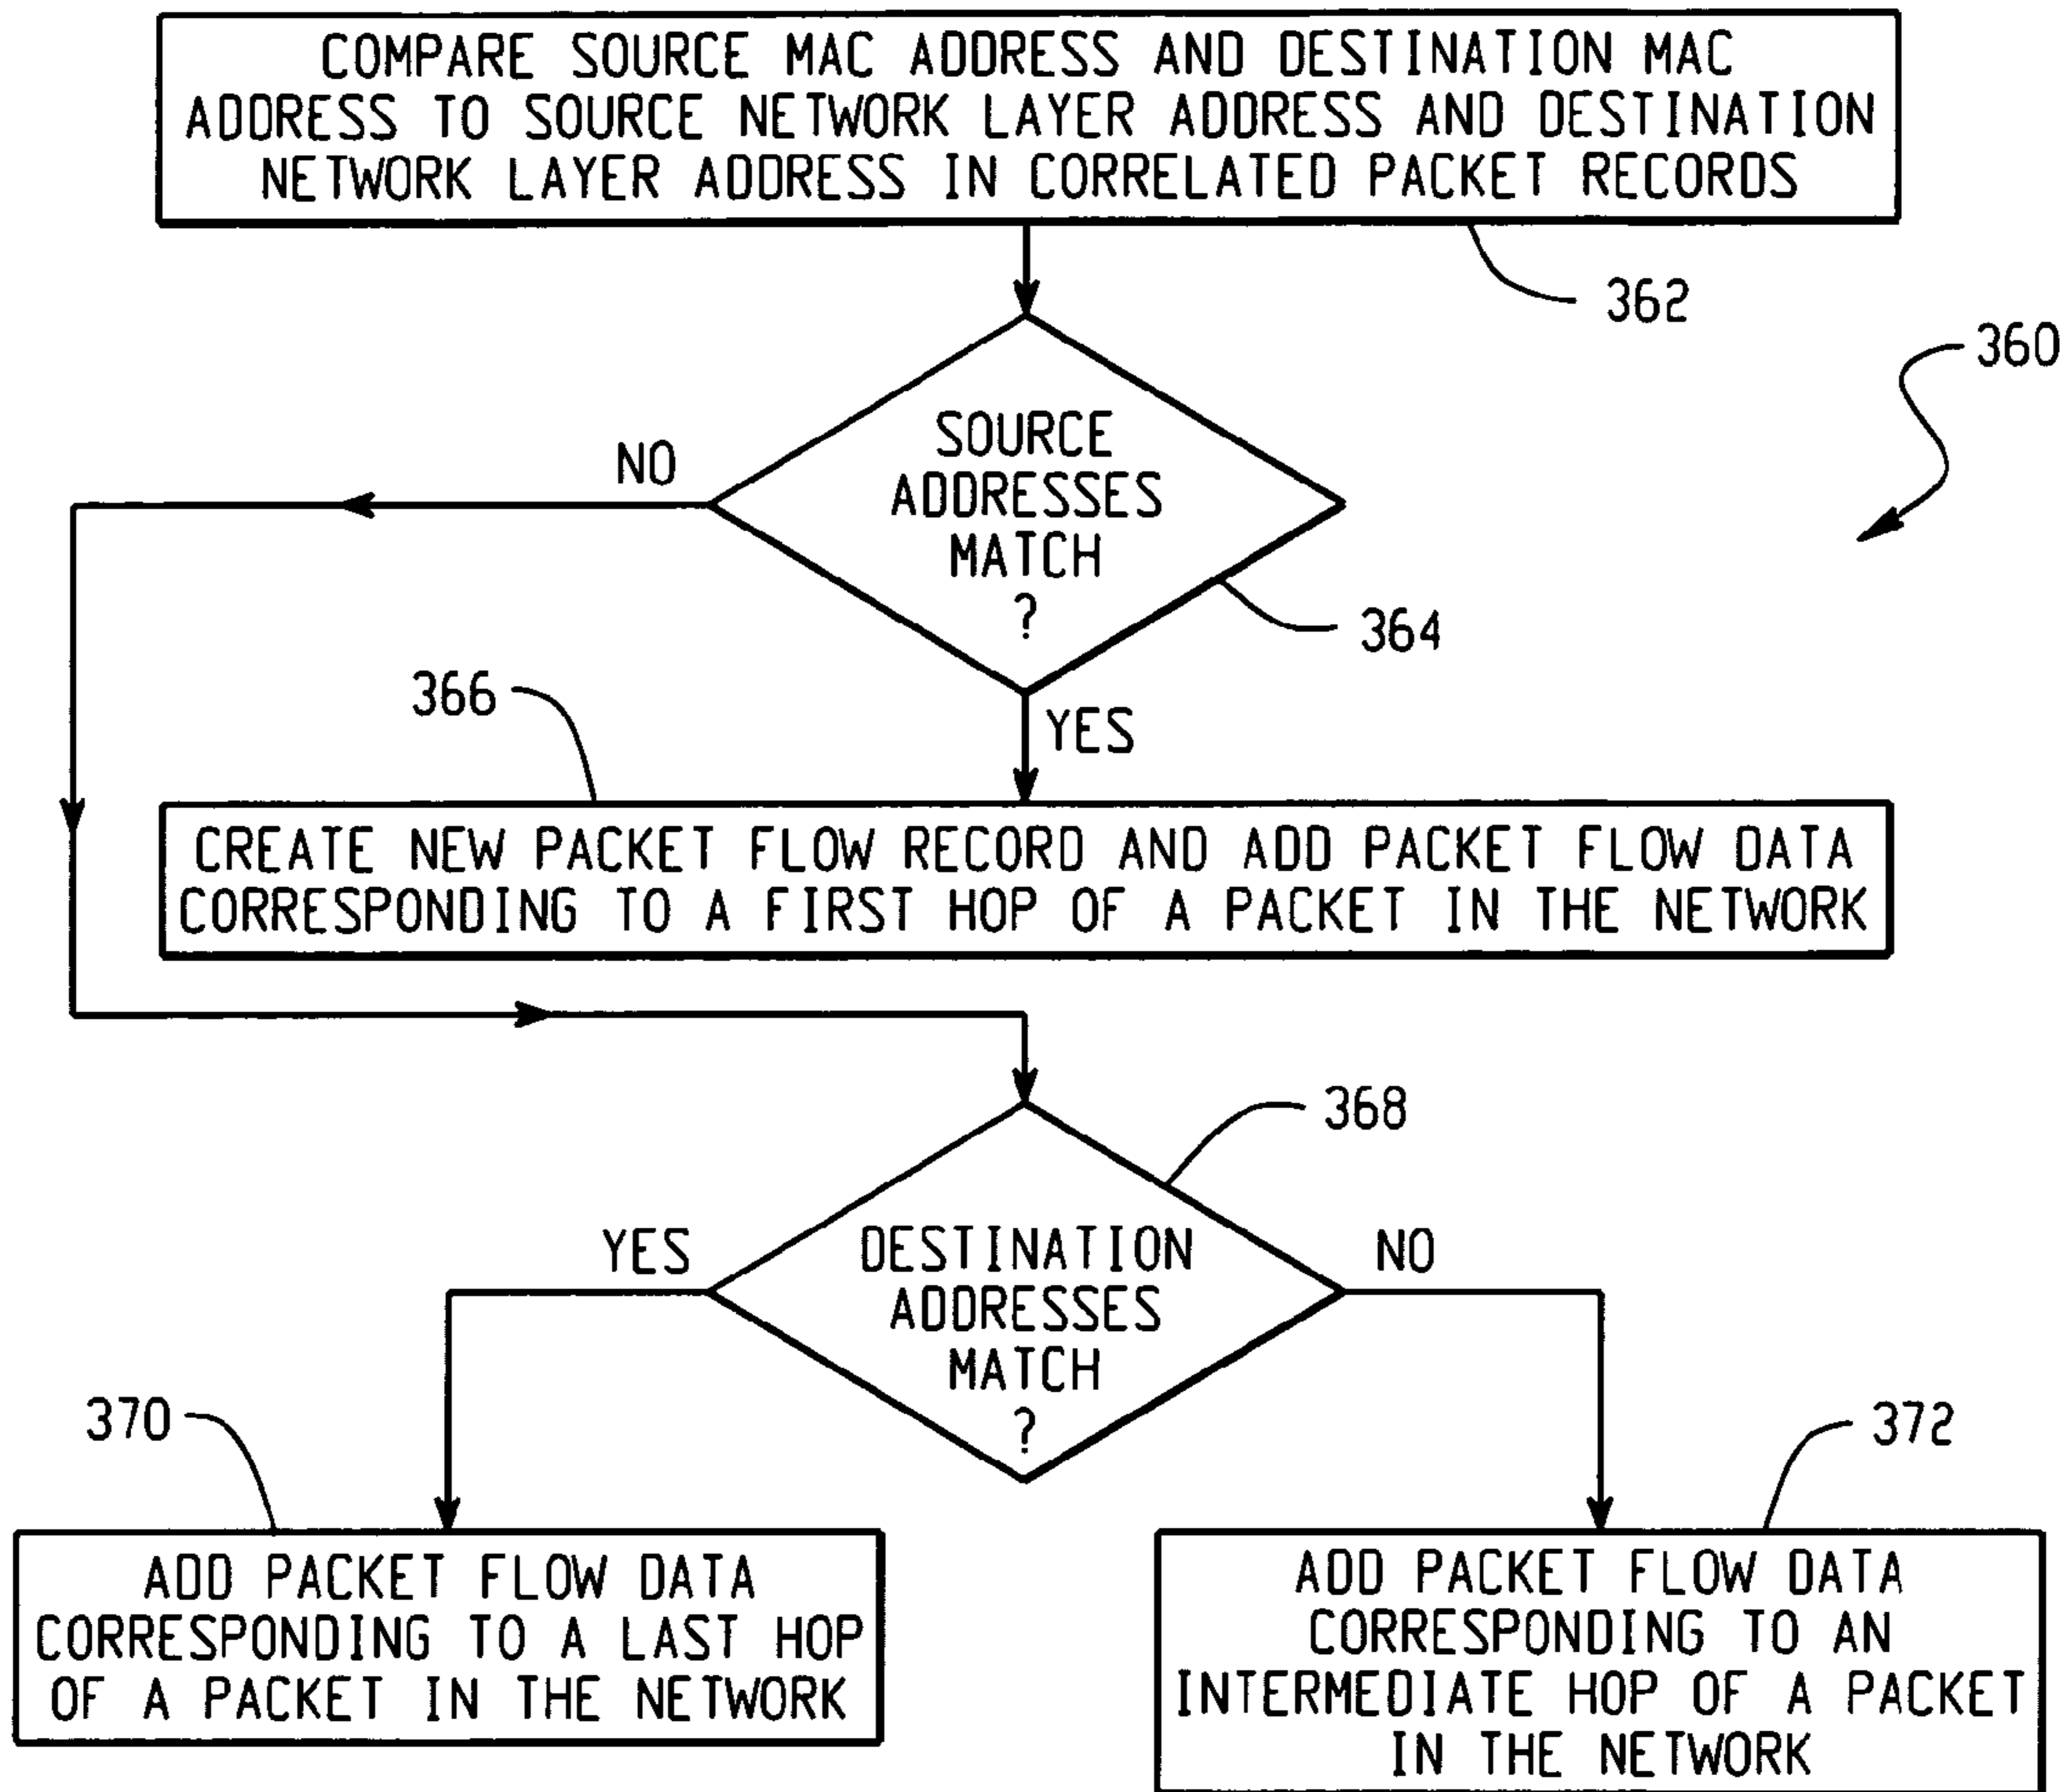 COMPARE SOURCE MAC ADDRESS AND DESTINATION MAC
ADDRESS TO SOURCE NETWORK LAYER ADDRESS AND DESTINATION
NETWORK LAYER ADDRESS IN CORRELATED PACKET RECORDS
362
360
NO
SOURCE
ADDRESSES
MATCH
?
364
366
YES
CREATE NEW PACKET FLOW RECORD AND ADD PACKET FLOW DATA
CORRESPONDING TO A FIRST HOP OF A PACKET IN THE NETWORK
368
YES
DESTINATION
ADDRESSES
MATCH
?
NO
370
372
ADD PACKET FLOW DATA
CORRESPONDING TO A LAST HOP
OF A PACKET IN THE NETWORK
ADD PACKET FLOW DATA
CORRESPONDING TO AN
INTERMEDIATE HOP OF A PACKET
IN THE NETWORK